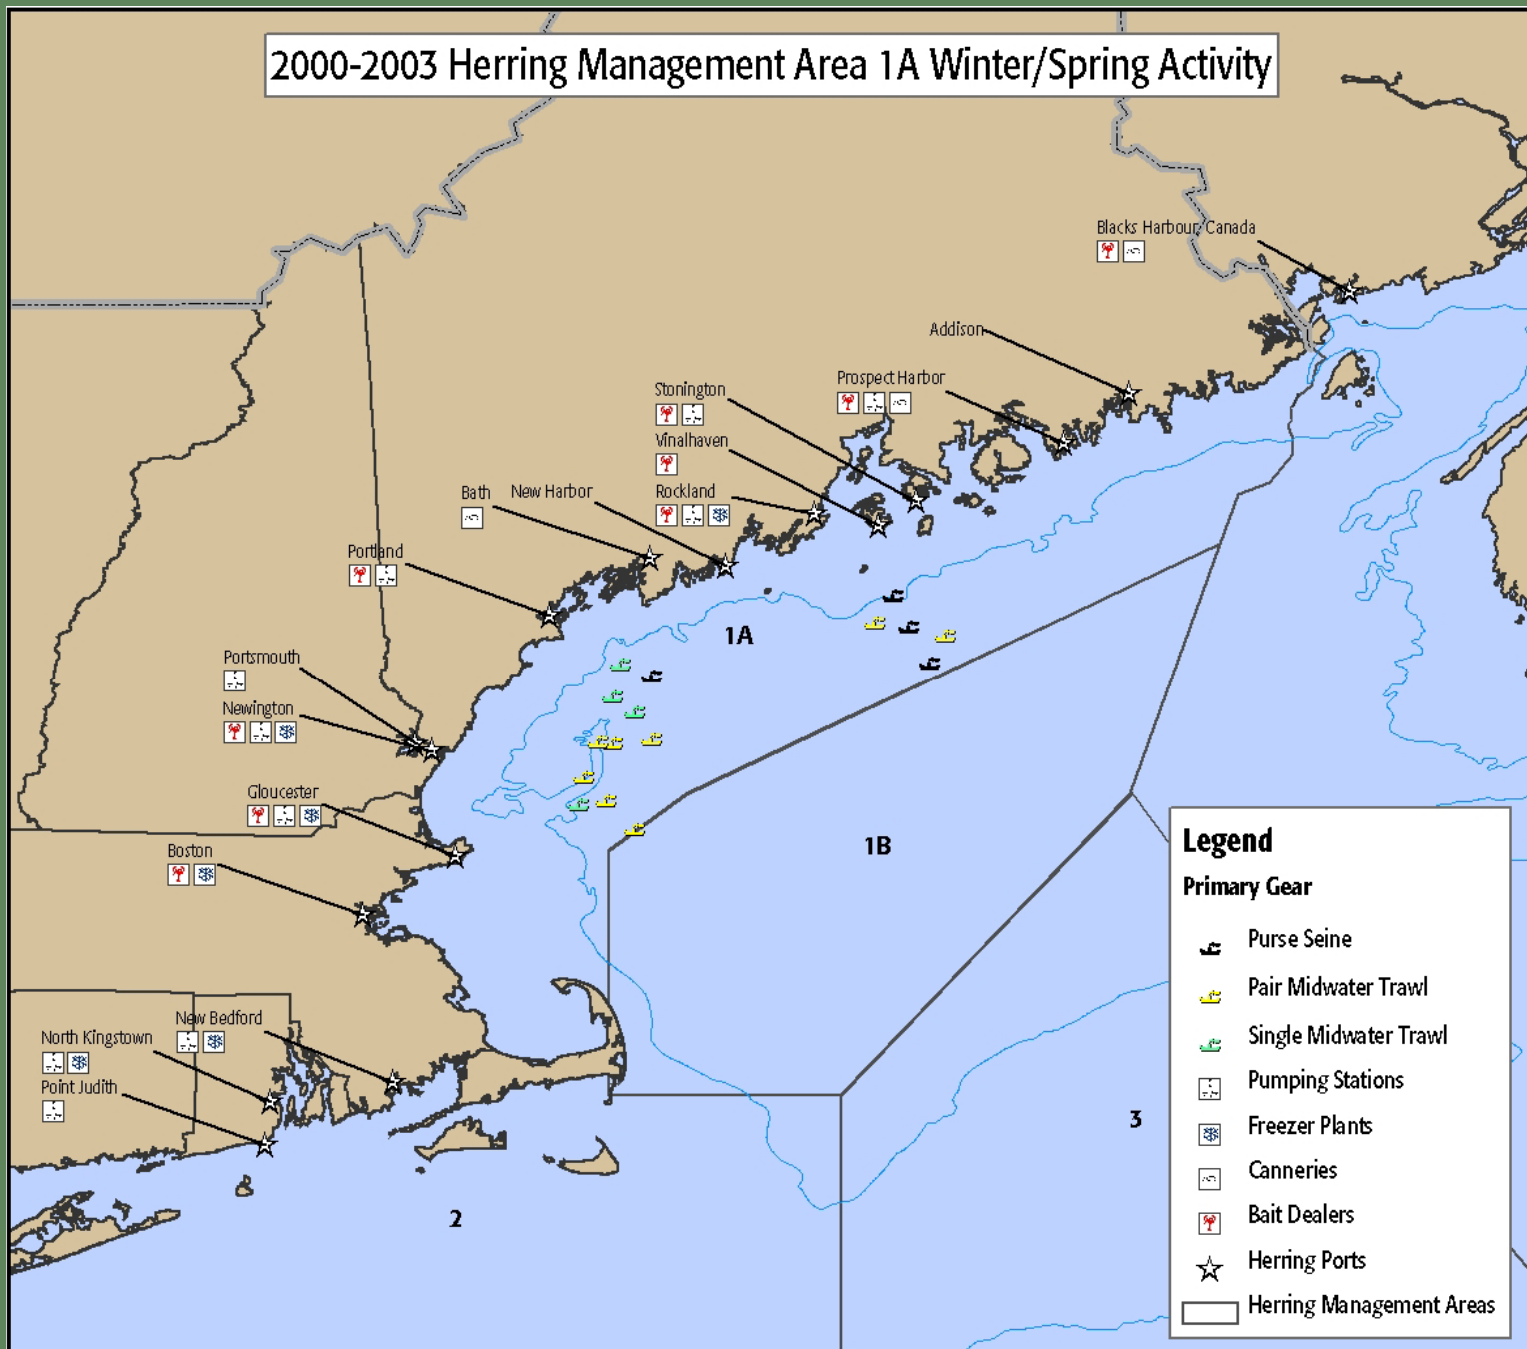 2000-2003 Herring Management Area 1A Winter/Spring Activity
Blacks Harbour, Canada
Addison
Prospect Harbor
Stonington
Vinalhaven
Rockland
Bath
New Harbor
Portland
1A
Portsmouth
Newington
Gloucester
Boston
1B
New Bedford
North Kingstown
Point Judith
2
3
Legend
Primary Gear
Purse Seine
Pair Midwater Trawl
Single Midwater Trawl
Pumping Stations
Freezer Plants
Canneries
Bait Dealers
Herring Ports
Herring Management Areas